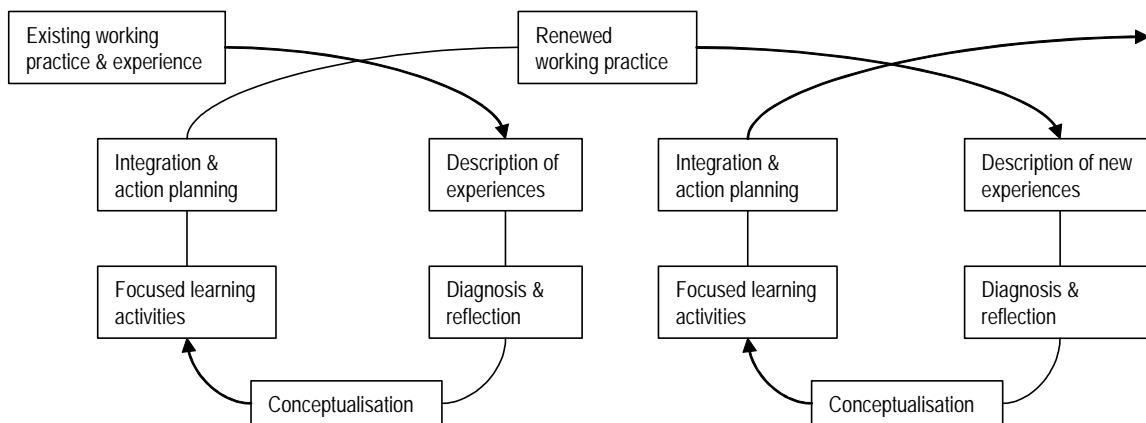 Existing working
practice & experience
Renewed
working practice
Integration &
action planning
Description of
experiences
Integration &
action planning
Description of new
experiences
Focused learning
activities
Diagnosis &
reflection
Focused learning
activities
Diagnosis &
reflection
Conceptualisation
Conceptualisation